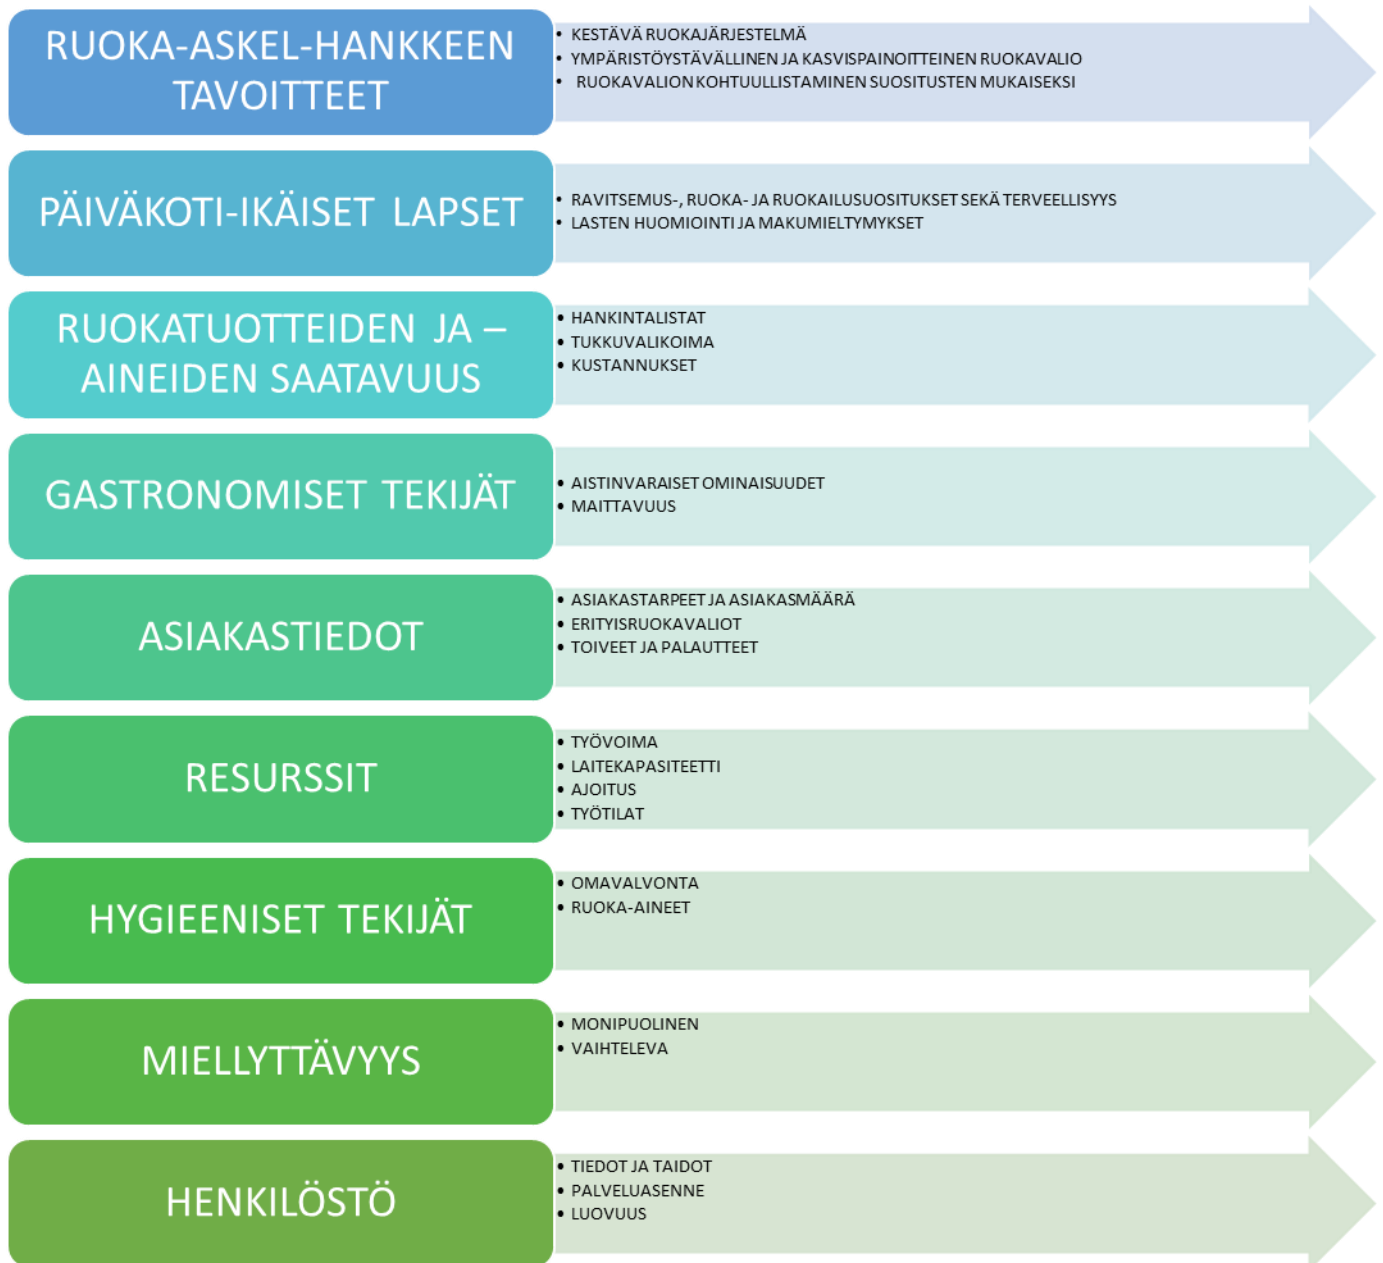 RUOKA-ASKEL-HANKKEEN
TAVOITTEET
• KESTÄVÄ RUOKAJÄRJESTELMÄ
• YMPÄRISTÖYSTÄVÄLLINEN JA KASVISPAINOITTEINEN RUOKAVALIO
• RUOKAVALION KOHTUULLISTAMINEN SUOSITUSTEN MUKAISEKSI
PÄIVÄKOTI-IKÄISET LAPSET
• RAVITSEMUS-, RUOKA- JA RUOKAILUSUOSITUKSET SEKÄ TERVEELLISYYS
• LASTEN HUOMIOINTI JA MAKUMIELTYMYKSET
RUOKATUOTTEIDEN JA –
AINEIDEN SAATAVUUS
• HANKINTALISTAT
• TUKKUVALIKOIMA
• KUSTANNUKSET
GASTRONOMISET TEKIJÄT
• AISTINVARAISET OMINAISUUDET
• MAITTAVUUS
ASIAKASTIEDOT
• ASIAKASTARPEET JA ASIAKASMÄÄRÄ
• ERITYISRUOKAVALIOT
• TOIVEET JA PALAUTTEET
RESURSSIT
• TYÖVOIMA
• LAITEKAPASITEETTI
• AJOITUS
• TYÖTILAT
HYGIEENISET TEKIJÄT
• OMAVALVONTA
• RUOKA-AINEET
MIELLYTTÄVYYS
• MONIPUOLINEN
• VAIHTELEVA
HENKILÖSTÖ
• TIEDOT JA TAIDOT
• PALVELUASENNE
• LUOVUUS